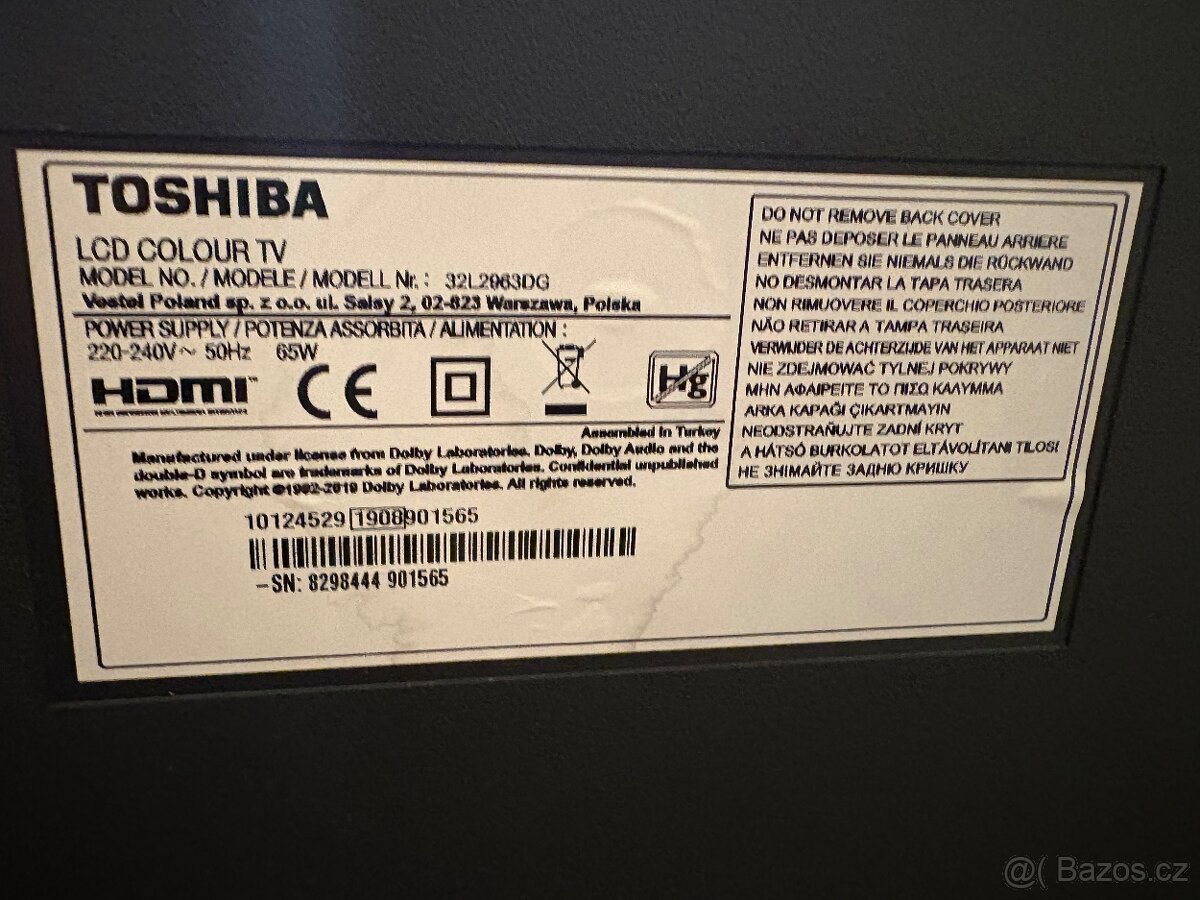 TOSHIBA
LCD COLOUR TV
MODEL NO. / MODELE / MODELL Nr. : 32L2963DG
Vestel Poland sp. z o.o. ul. Salsy 2, 02-823 Warszawa, Polska
POWER SUPPLY / POTENZA ASSORBITA / ALIMENTATION :
220-240V~ 50Hz 65W
HDMI™
CE
Hg
Assembled in Turkey
Manufactured under license from Dolby Laboratories. Dolby, Dolby Audio and the
double-D symbol are trademarks of Dolby Laboratories. Confidential unpublished
works. Copyright ©1992-2019 Dolby Laboratories. All rights reserved.
10124529 1908 901565
-SN: 8298444 901565
DO NOT REMOVE BACK COVER
NE PAS DEPOSER LE PANNEAU ARRIERE
ENTFERNEN SIE NIEMALS DIE RÜCKWAND
NO DESMONTAR LA TAPA TRASERA
NON RIMUOVERE IL COPERCHIO POSTERIORE
NÃO RETIRAR A TAMPA TRASEIRA
VERWIJDER DE ACHTERZIJDE VAN HET APPARAAT NIET
NIE ZDEJMOWAĆ TYLNEJ POKRYWY
ΜΗΝ ΑΦΑΙΡΕΙΤΕ ΤΟ ΠΙΣΩ ΚΑΛΥΜΜΑ
ARKA KAPAĞI ÇIKARTMAYIN
NEODSTRAŇUJTE ZADNÍ KRYT
A HÁTSÓ BURKOLATOT ELTÁVOLÍTANI TILOS!
НЕ ЗНІМАЙТЕ ЗАДНЮ КРИШКУ
@( Bazos.cz